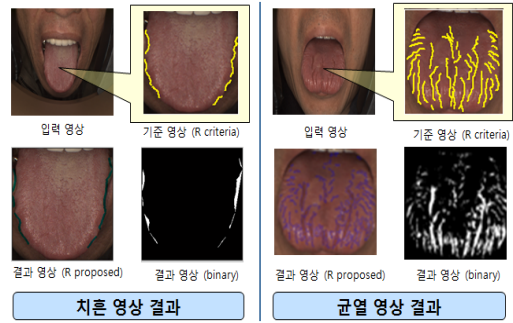 입력 영상
기준 영상 (R criteria)
결과 영상 (R proposed)
결과 영상 (binary)
치흔 영상 결과
입력 영상
기준 영상 (R criteria)
결과 영상 (R proposed)
결과 영상 (binary)
균열 영상 결과